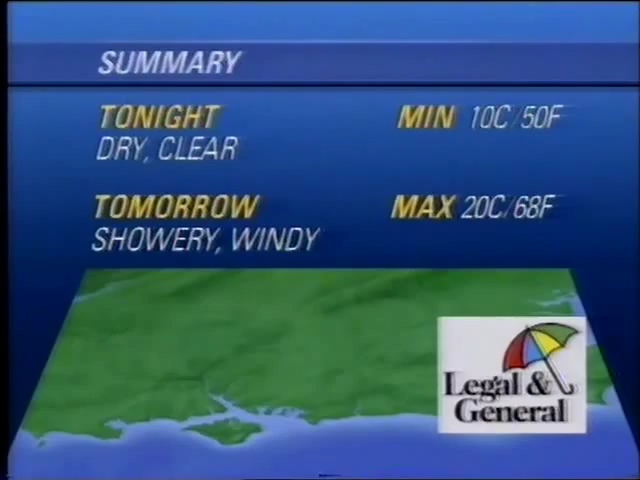 SUMMARY
TONIGHT MIN 10C/50F
DRY, CLEAR
TOMORROW MAX 20C/68F
SHOWERY, WINDY
Legal &
General